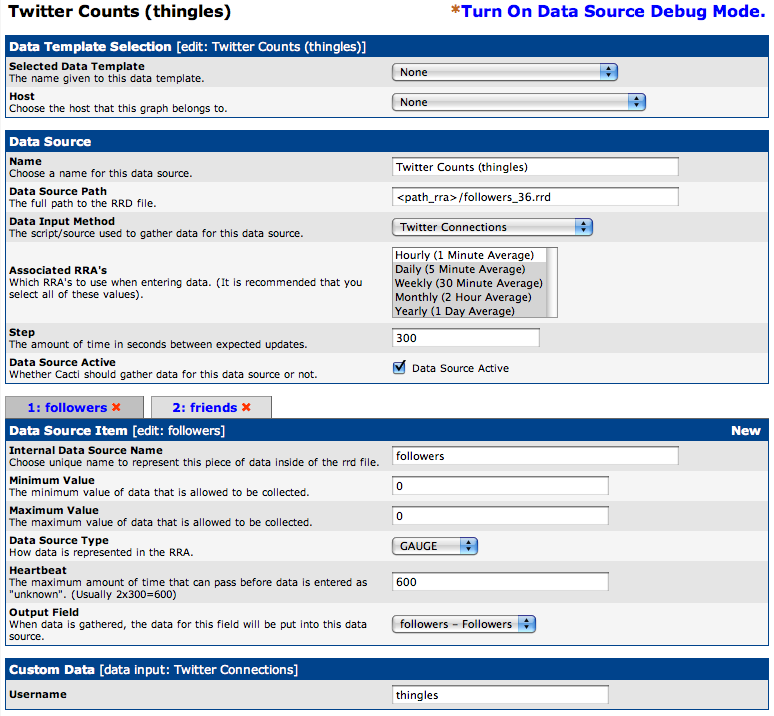 Twitter Counts (thingles)
*Turn On Data Source Debug Mode.
Data Template Selection [edit: Twitter Counts (thingles)]
Selected Data Template
The name given to this data template.
None
Host
Choose the host that this graph belongs to.
None
Data Source
Name
Choose a name for this data source.
Twitter Counts (thingles)
Data Source Path
The full path to the RRD file.
<path_rra>/followers_36.rrd
Data Input Method
The script/source used to gather data for this data source.
Twitter Connections
Associated RRA's
Which RRA's to use when entering data. (It is recommended that you
select all of these values).
Hourly (1 Minute Average)
Daily (5 Minute Average)
Weekly (30 Minute Average)
Monthly (2 Hour Average)
Yearly (1 Day Average)
Step
The amount of time in seconds between expected updates.
300
Data Source Active
Whether Cacti should gather data for this data source or not.
Data Source Active
1: followers
2: friends
Data Source Item [edit: followers]
New
Internal Data Source Name
Choose unique name to represent this piece of data inside of the rrd file.
followers
Minimum Value
The minimum value of data that is allowed to be collected.
0
Maximum Value
The maximum value of data that is allowed to be collected.
0
Data Source Type
How data is represented in the RRA.
GAUGE
Heartbeat
The maximum amount of time that can pass before data is entered as
"unknown". (Usually 2x300=600)
600
Output Field
When data is gathered, the data for this field will be put into this data
source.
followers - Followers
Custom Data [data input: Twitter Connections]
Username
thingles